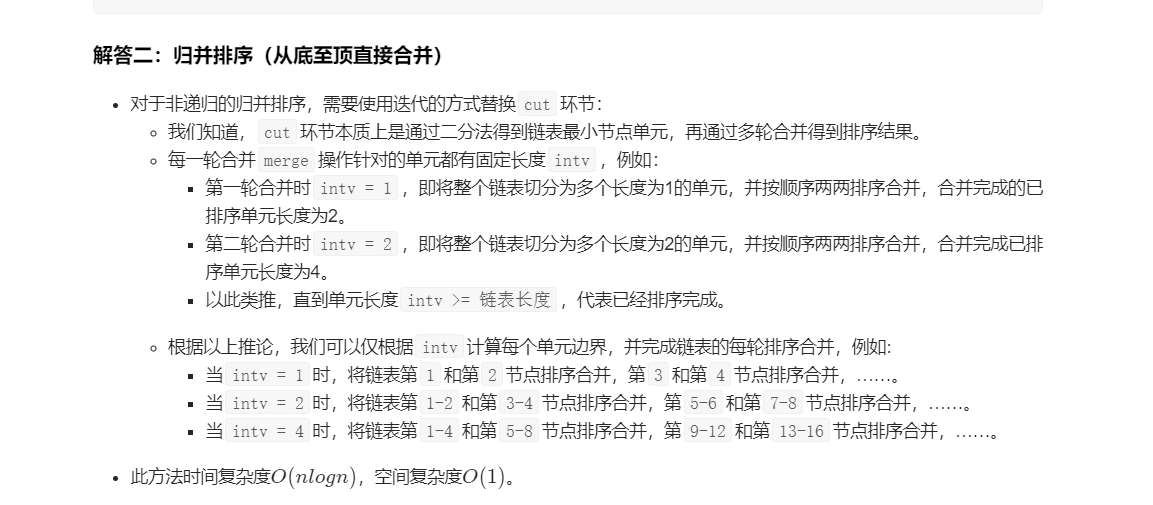 解答二：归并排序（从底至顶直接合并）
对于非递归的归并排序，需要使用迭代的方式替换 cut 环节：
我们知道， cut 环节本质上是通过二分法得到链表最小节点单元，再通过多轮合并得到排序结果。
每一轮合并 merge 操作针对的单元都有固定长度 intv ，例如：
第一轮合并时 intv = 1 ，即将整个链表切分为多个长度为1的单元，并按顺序两两排序合并，合并完成的已
排序单元长度为2。
第二轮合并时 intv = 2 ，即将整个链表切分为多个长度为2的单元，并按顺序两两排序合并，合并完成已排
序单元长度为4。
以此类推，直到单元长度 intv >= 链表长度 ，代表已经排序完成。
根据以上推论，我们可以仅根据 intv 计算每个单元边界，并完成链表的每轮排序合并，例如:
当 intv = 1 时，将链表第 1 和第 2 节点排序合并，第 3 和第 4 节点排序合并，……。
当 intv = 2 时，将链表第 1-2 和第 3-4 节点排序合并，第 5-6 和第 7-8 节点排序合并，……。
当 intv = 4 时，将链表第 1-4 和第 5-8 节点排序合并，第 9-12 和第 13-16 节点排序合并，……。
此方法时间复杂度O(nlogn)，空间复杂度O(1)。